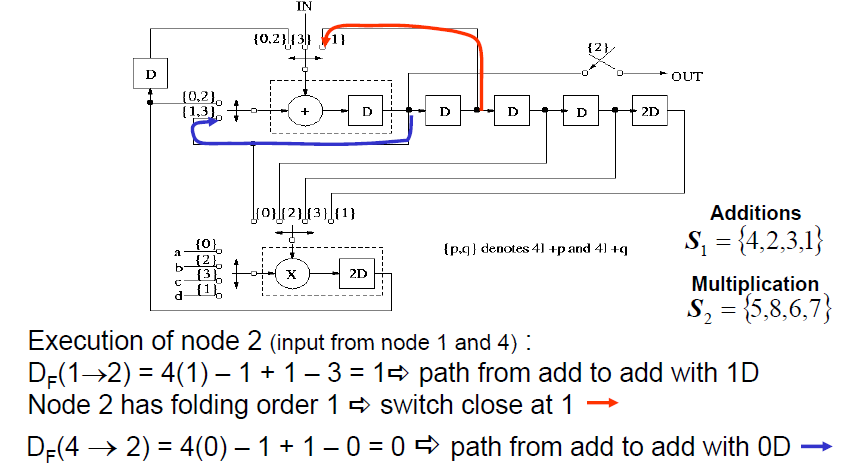 IN
{0,2} {3} {1}
{2}
OUT
D
{0,2}
{1,3}
+ D D D D 2D
{0} {2} {3} {1}
a {0}
b {2}
c {3}
d {1}
X 2D
{p,q} denotes 4l +p and 4l +q
Additions
S₁ = {4,2,3,1}
Multiplication
S₂ = {5,8,6,7}
Execution of node 2 (input from node 1 and 4) :
D_F(1→2) = 4(1) – 1 + 1 – 3 = 1⇨ path from add to add with 1D
Node 2 has folding order 1 ⇨ switch close at 1 →
D_F(4 → 2) = 4(0) – 1 + 1 – 0 = 0 ⇨ path from add to add with 0D →